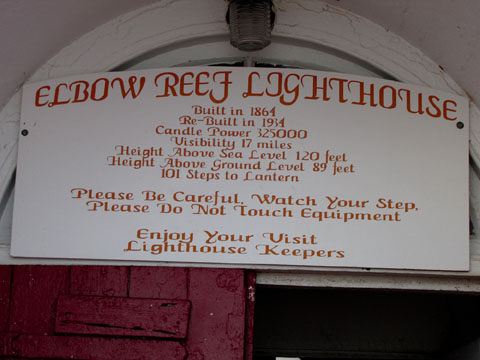 ELBOW REEF LIGHTHOUSE
Built in 1864
Re-Built in 1934
Candle Power 325000
Visibility 17 miles
Height Above Sea Level 120 feet
Height Above Ground Level 89 feet
101 Steps to Lantern
Please Be Careful. Watch Your Step.
Please Do Not Touch Equipment
Enjoy Your Visit
Lighthouse Keepers